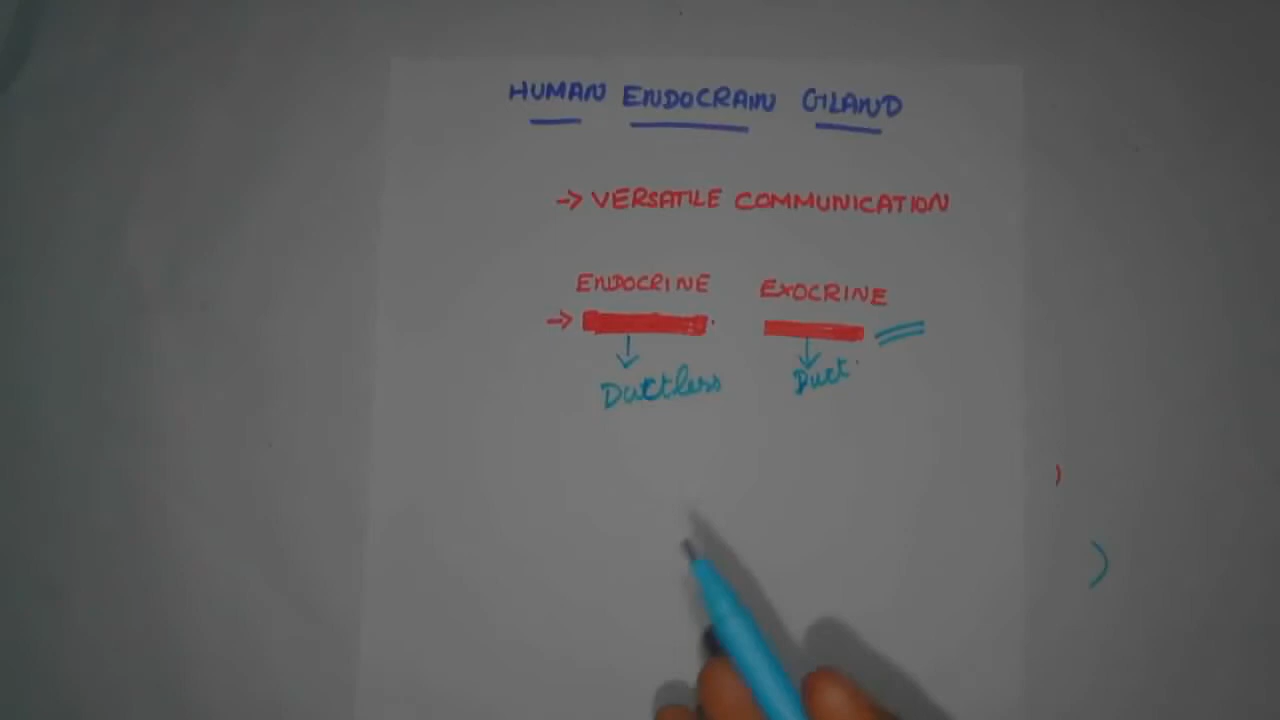 HUMAN ENDOCRAIN GLAND
→ VERSATILE COMMUNICATION
ENDOCRINE EXOCRINE
→
Ductless Duct.